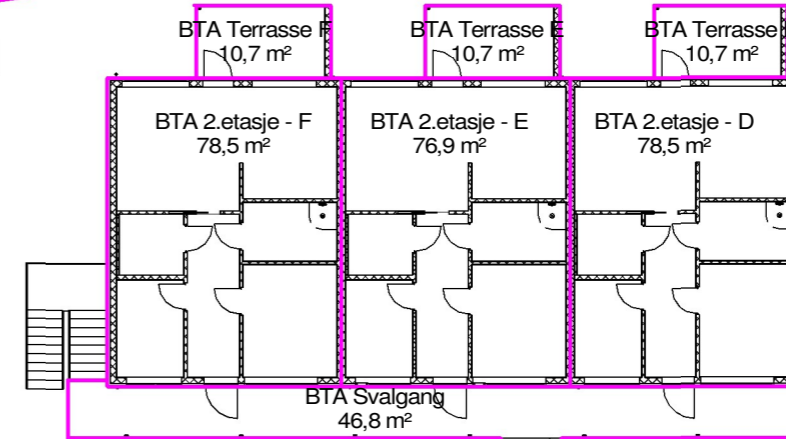 BTA Terrasse F
10,7 m²
BTA Terrasse E
10,7 m²
BTA Terrasse
10,7 m²
BTA 2.etasje - F
78,5 m²
BTA 2.etasje - E
76,9 m²
BTA 2.etasje - D
78,5 m²
BTA Svalgang
46,8 m²